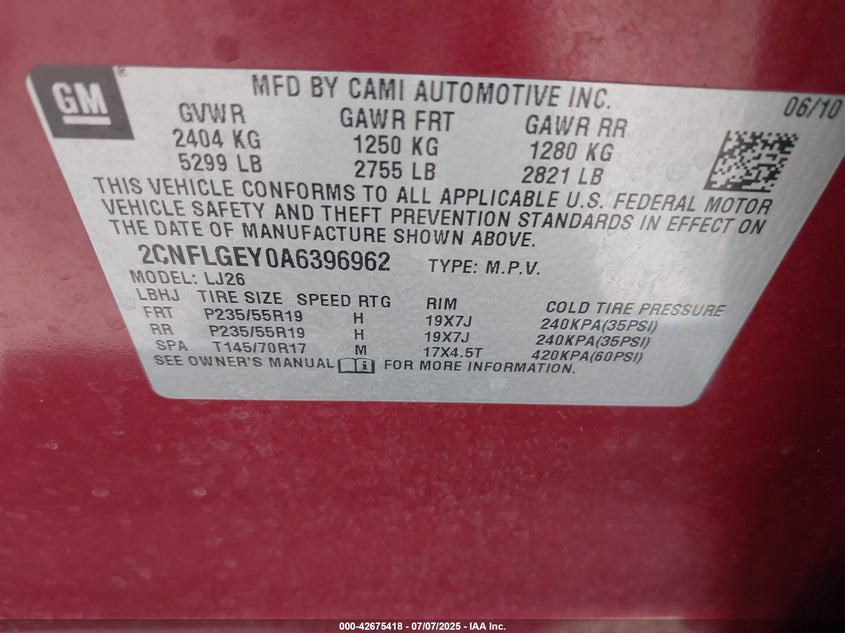 GM
MFD BY CAMI AUTOMOTIVE INC.
06/10
GVWR GAWR FRT GAWR RR
2404 KG 1250 KG 1280 KG
5299 LB 2755 LB 2821 LB
THIS VEHICLE CONFORMS TO ALL APPLICABLE U.S. FEDERAL MOTOR
VEHICLE SAFETY AND THEFT PREVENTION STANDARDS IN EFFECT ON
THE DATE OF MANUFACTURE SHOWN ABOVE.
2CNFLGEY0A6396962 TYPE: M.P.V.
MODEL: LJ26
LBHJ TIRE SIZE SPEED RTG RIM COLD TIRE PRESSURE
FRT P235/55R19 H 19X7J 240KPA(35PSI)
RR P235/55R19 H 19X7J 240KPA(35PSI)
SPA T145/70R17 M 17X4.5T 420KPA(60PSI)
SEE OWNER'S MANUAL i FOR MORE INFORMATION.
000-42675418 - 07/07/2025 - IAA Inc.